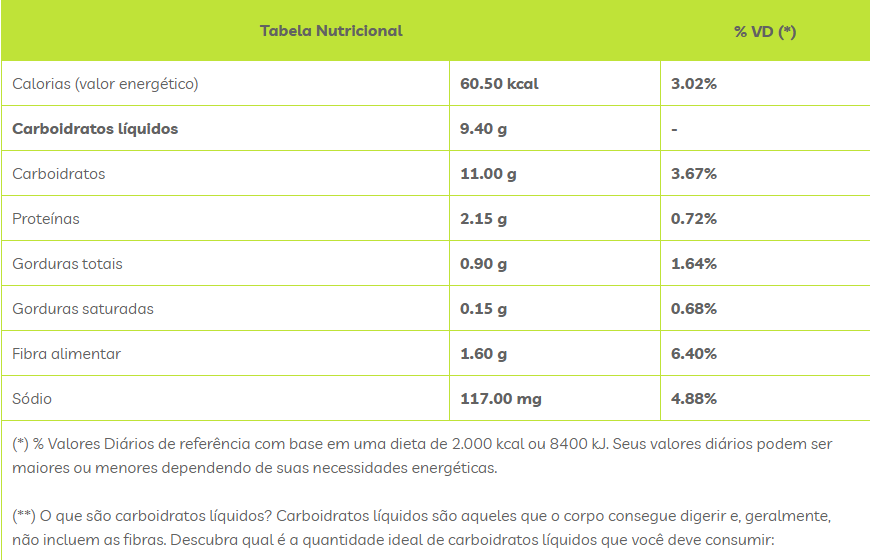 Tabela Nutricional % VD (*)
Calorias (valor energético) 60.50 kcal 3.02%
Carboidratos líquidos 9.40 g -
Carboidratos 11.00 g 3.67%
Proteínas 2.15 g 0.72%
Gorduras totais 0.90 g 1.64%
Gorduras saturadas 0.15 g 0.68%
Fibra alimentar 1.60 g 6.40%
Sódio 117.00 mg 4.88%
(*) % Valores Diários de referência com base em uma dieta de 2.000 kcal ou 8400 kJ. Seus valores diários podem ser
maiores ou menores dependendo de suas necessidades energéticas.
(**) O que são carboidratos líquidos? Carboidratos líquidos são aqueles que o corpo consegue digerir e, geralmente,
não incluem as fibras. Descubra qual é a quantidade ideal de carboidratos líquidos que você deve consumir: